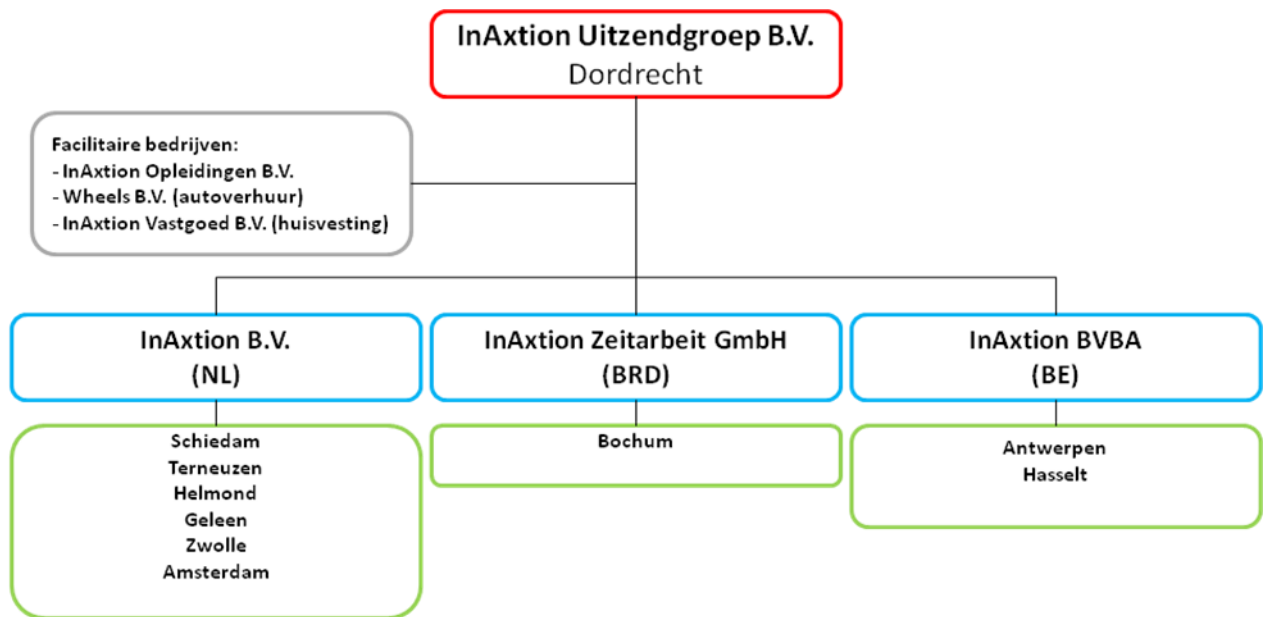 InAxtion Uitzendgroep B.V.
Dordrecht
Facilitaire bedrijven:
- InAxtion Opleidingen B.V.
- Wheels B.V. (autoverhuur)
- InAxtion Vastgoed B.V. (huisvesting)
InAxtion B.V.
(NL)
InAxtion Zeitarbeit GmbH
(BRD)
InAxtion BVBA
(BE)
Schiedam
Terneuzen
Helmond
Geleen
Zwolle
Amsterdam
Bochum
Antwerpen
Hasselt